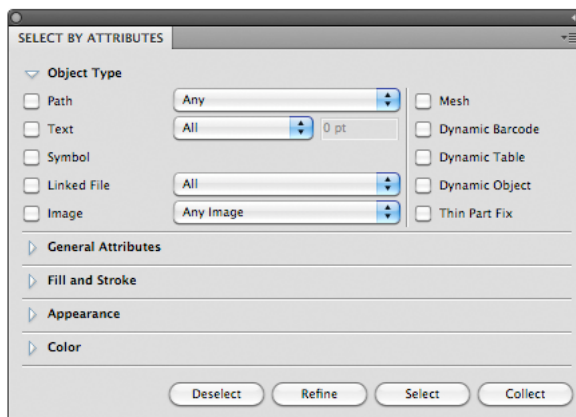 SELECT BY ATTRIBUTES
Object Type
Path Any Mesh
Text All 0 pt Dynamic Barcode
Symbol Dynamic Table
Linked File All Dynamic Object
Image Any Image Thin Part Fix
General Attributes
Fill and Stroke
Appearance
Color
Deselect Refine Select Collect